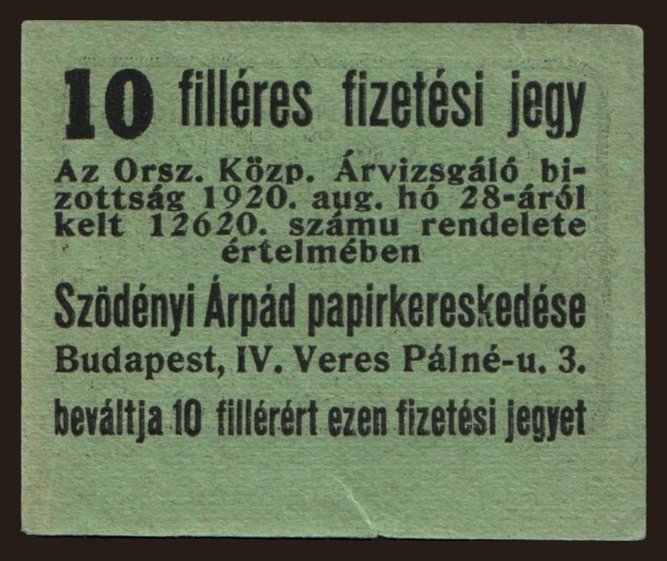 10 filléres fizetési jegy
Az Orsz. Közp. Árvizsgáló bi-
zottság 1920. aug. hó 28-áról
kelt 12620. számu rendelete
értelmében
Szödényi Árpád papirkereskedése
Budapest, IV. Veres Pálné-u. 3.
beváltja 10 fillérért ezen fizetési jegyet